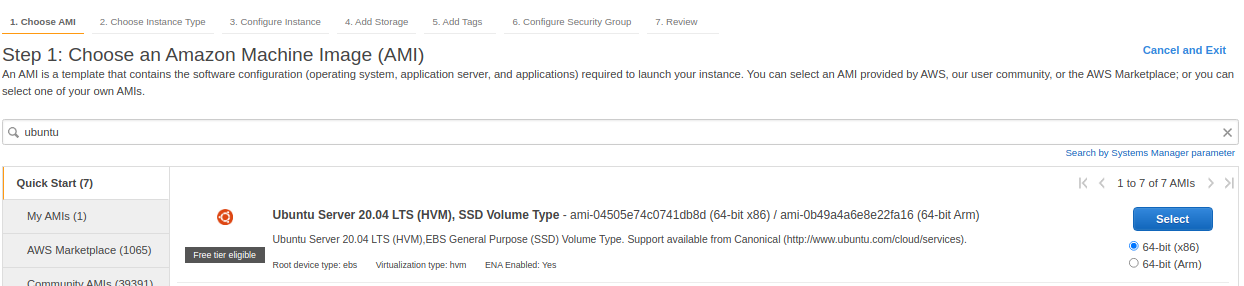 1. Choose AMI 2. Choose Instance Type 3. Configure Instance 4. Add Storage 5. Add Tags 6. Configure Security Group 7. Review
Step 1: Choose an Amazon Machine Image (AMI)
Cancel and Exit
An AMI is a template that contains the software configuration (operating system, application server, and applications) required to launch your instance. You can select an AMI provided by AWS, our user community, or the AWS Marketplace; or you can
select one of your own AMIs.
ubuntu
Search by Systems Manager parameter
Quick Start (7)
1 to 7 of 7 AMIs
My AMIs (1)
AWS Marketplace (1065)
Community AMIs (39391)
Free tier eligible
Ubuntu Server 20.04 LTS (HVM), SSD Volume Type - ami-04505e74c0741db8d (64-bit x86) / ami-0b49a4a6e8e22fa16 (64-bit Arm)
Ubuntu Server 20.04 LTS (HVM),EBS General Purpose (SSD) Volume Type. Support available from Canonical (http://www.ubuntu.com/cloud/services).
Root device type: ebs Virtualization type: hvm ENA Enabled: Yes
Select
64-bit (x86)
64-bit (Arm)